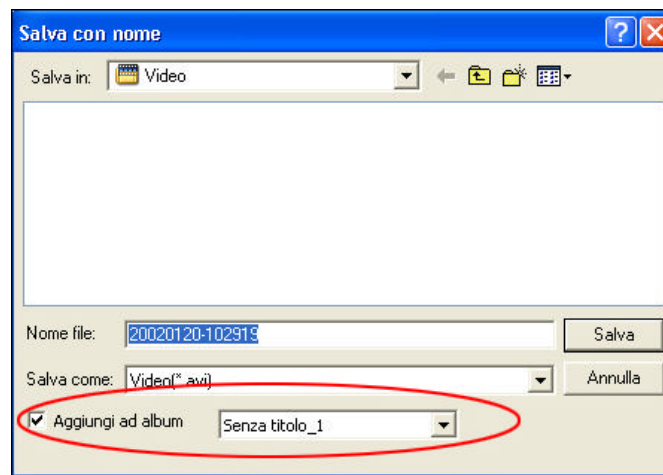 Salva con nome
Salva in: Video
Nome file: 20020120-102919
Salva
Salva come: Video(*.avi)
Annulla
Aggiungi ad album Senza titolo_1